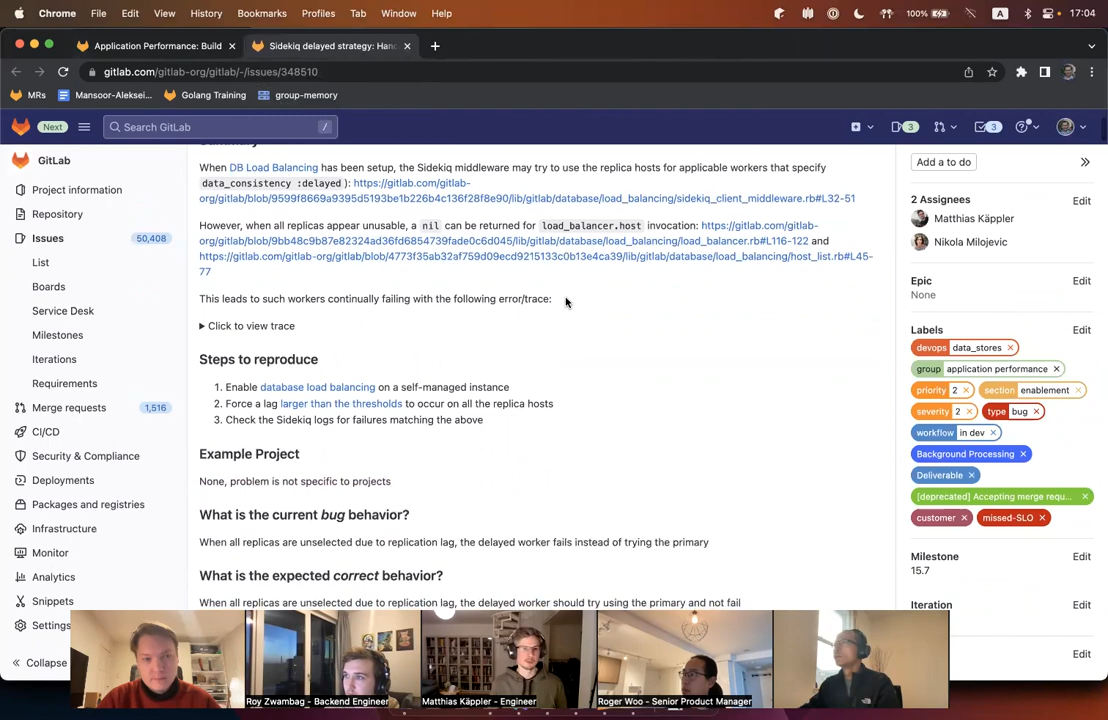 Chrome File Edit View History Bookmarks Profiles Tab Window Help 100% A 17:04
Application Performance: Build Sidekiq delayed strategy: Han
gitlab.com/gitlab-org/gitlab/-/issues/348510
MRs Mansoor-Aleksei... Golang Training group-memory
Next Search GitLab / 3 3
GitLab
Project information
Repository
Issues 50,408
List
Boards
Service Desk
Milestones
Iterations
Requirements
Merge requests 1,516
CI/CD
Security & Compliance
Deployments
Packages and registries
Infrastructure
Monitor
Analytics
Snippets
Settings
Collapse
Summary
When DB Load Balancing has been setup, the Sidekiq middleware may try to use the replica hosts for applicable workers that specify
data_consistency :delayed): https://gitlab.com/gitlab-
org/gitlab/blob/9599f8669a9395d5193be1b226b4c136f28f8e90/lib/gitlab/database/load_balancing/sidekiq_client_middleware.rb#L32-51
However, when all replicas appear unusable, a nil can be returned for load_balancer.host invocation: https://gitlab.com/gitlab-
org/gitlab/blob/9bb48c9b87e82324ad36fd6854739fade0c6d045/lib/gitlab/database/load_balancing/load_balancer.rb#L116-122 and
https://gitlab.com/gitlab-org/gitlab/blob/4773f35ab32af759d09ecd9215133c0b13e4ca39/lib/gitlab/database/load_balancing/host_list.rb#L45-
77
This leads to such workers continually failing with the following error/trace:
Click to view trace
Steps to reproduce
1. Enable database load balancing on a self-managed instance
2. Force a lag larger than the thresholds to occur on all the replica hosts
3. Check the Sidekiq logs for failures matching the above
Example Project
None, problem is not specific to projects
What is the current bug behavior?
When all replicas are unselected due to replication lag, the delayed worker fails instead of trying the primary
What is the expected correct behavior?
When all replicas are unselected due to replication lag, the delayed worker should try using the primary and not fail
Add a to do
2 Assignees Edit
Matthias Käppler
Nikola Milojevic
Epic Edit
None
Labels Edit
devops data_stores
group application performance
priority 2 section enablement
severity 2 type bug
workflow in dev
Background Processing
Deliverable
[deprecated] Accepting merge requ...
customer missed-SLO
Milestone Edit
15.7
Iteration Edit
Edit
Roy Zwambag - Backend Engineer
Matthias Käppler - Engineer
Roger Woo - Senior Product Manager